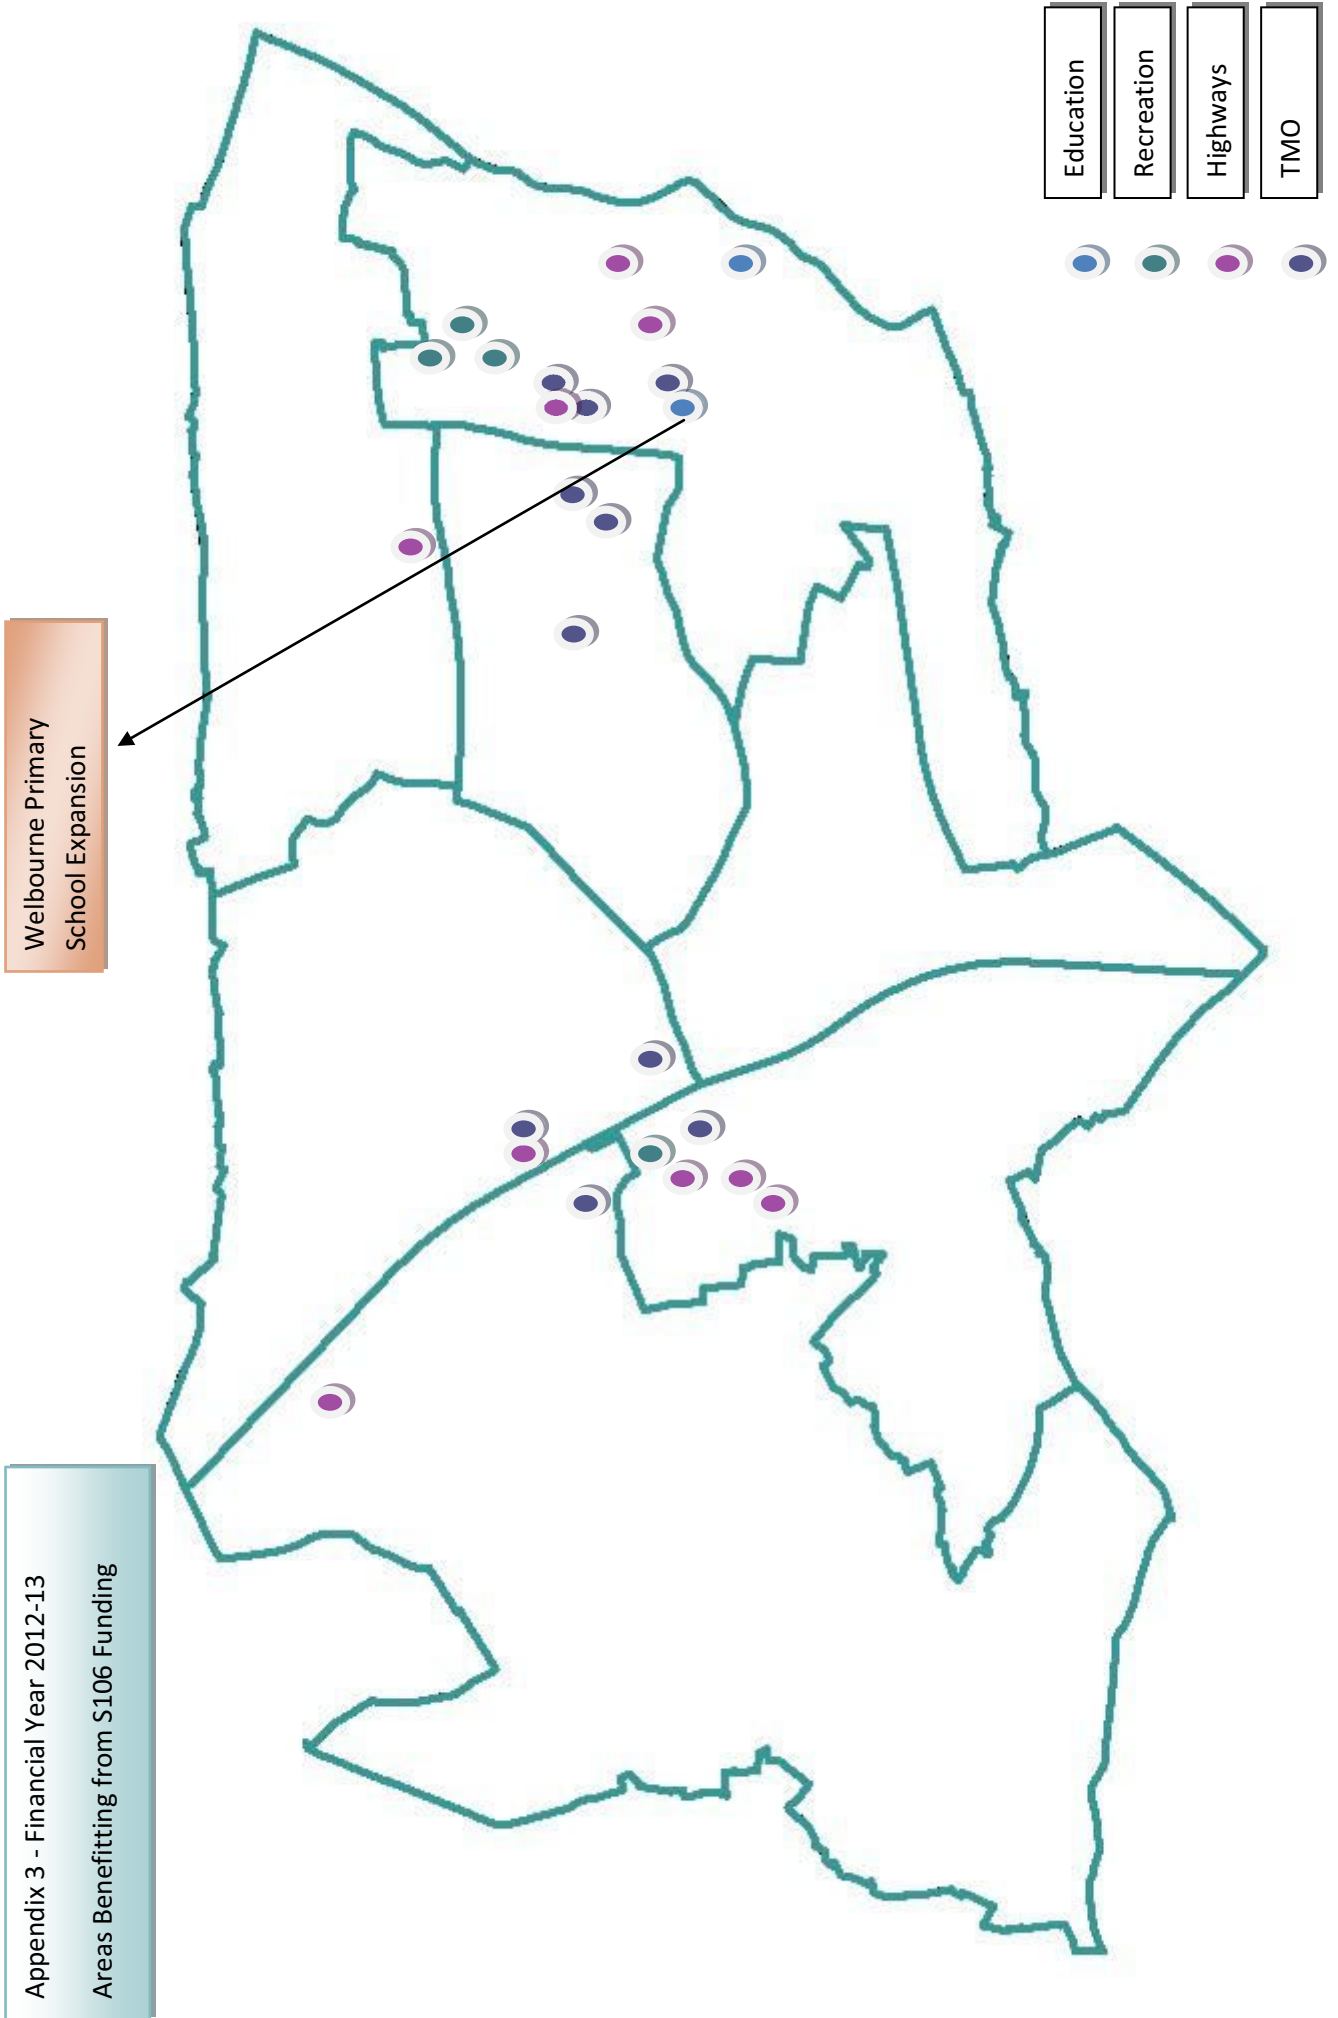 Appendix 3 - Financial Year 2012-13
Areas Benefitting from S106 Funding
Welbourne Primary
School Expansion
Education
Recreation
Highways
TMO